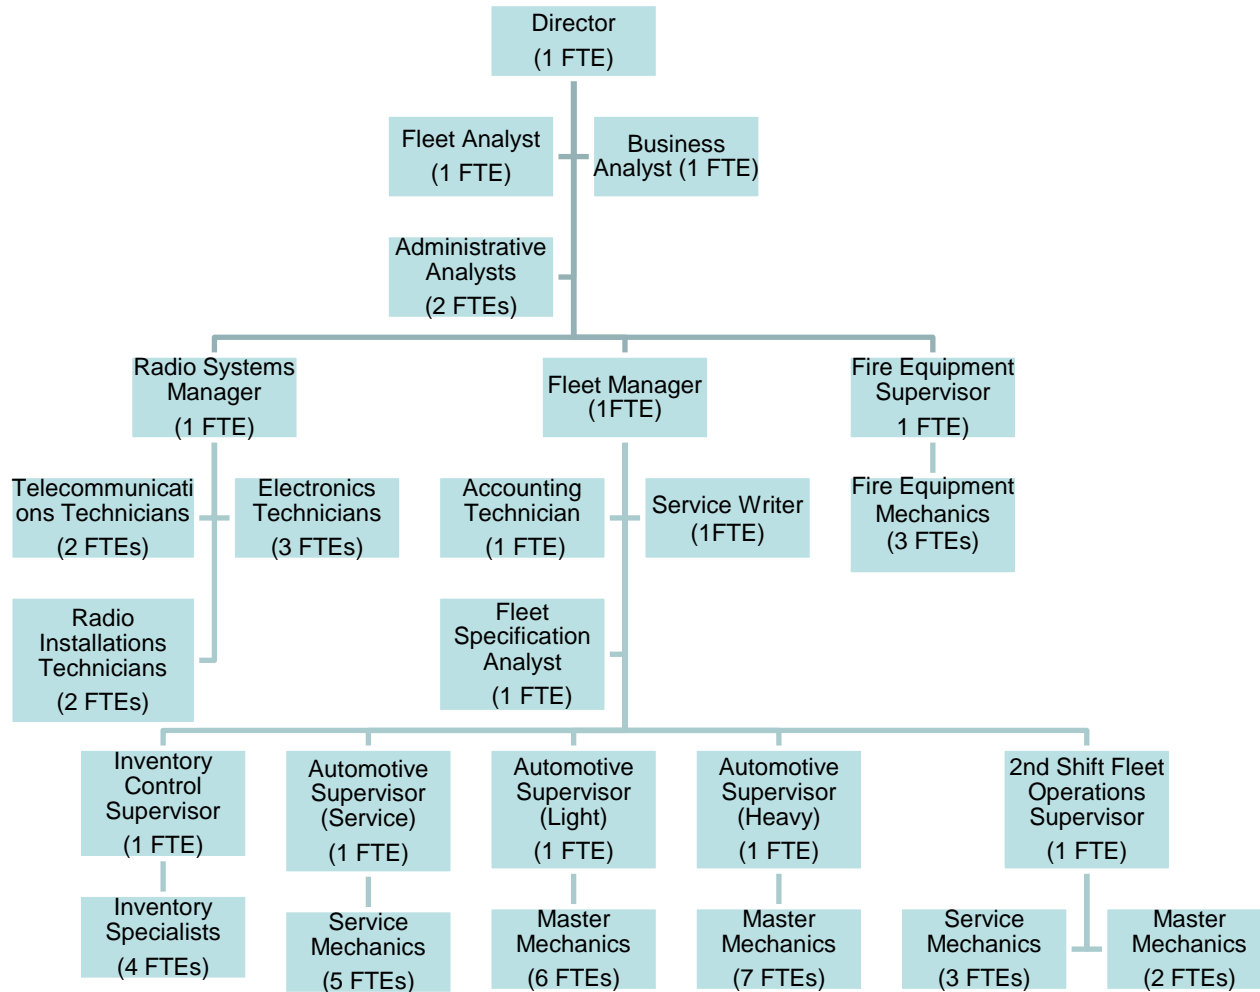 Director
(1 FTE)
Fleet Analyst
(1 FTE)
Business
Analyst (1 FTE)
Administrative
Analysts
(2 FTEs)
Radio Systems
Manager
(1 FTE)
Fleet Manager
(1FTE)
Fire Equipment
Supervisor
1 FTE)
Telecommunicati
ons Technicians
(2 FTEs)
Electronics
Technicians
(3 FTEs)
Accounting
Technician
(1 FTE)
Service Writer
(1FTE)
Fire Equipment
Mechanics
(3 FTEs)
Radio
Installations
Technicians
(2 FTEs)
Fleet
Specification
Analyst
(1 FTE)
Inventory
Control
Supervisor
(1 FTE)
Automotive
Supervisor
(Service)
(1 FTE)
Automotive
Supervisor
(Light)
(1 FTE)
Automotive
Supervisor
(Heavy)
(1 FTE)
2nd Shift Fleet
Operations
Supervisor
(1 FTE)
Inventory
Specialists
(4 FTEs)
Service
Mechanics
(5 FTEs)
Master
Mechanics
(6 FTEs)
Master
Mechanics
(7 FTEs)
Service
Mechanics
(3 FTEs)
Master
Mechanics
(2 FTEs)